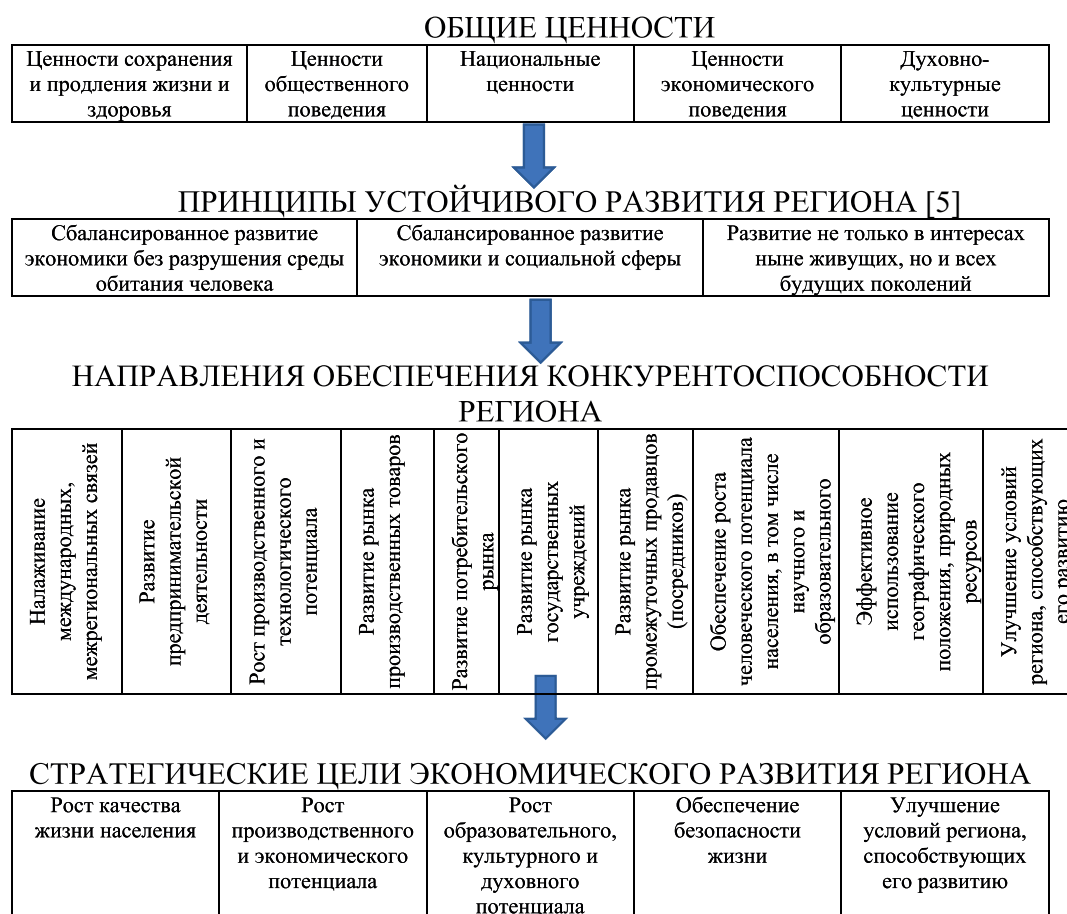 ОБЩИЕ ЦЕННОСТИ
Ценности сохранения
и продления жизни и
здоровья
Ценности
общественного
поведения
Национальные
ценности
Ценности
экономического
поведения
Духовно-
культурные
ценности
ПРИНЦИПЫ УСТОЙЧИВОГО РАЗВИТИЯ РЕГИОНА [5]
Сбалансированное развитие
экономики без разрушения среды
обитания человека
Сбалансированное развитие
экономики и социальной сферы
Развитие не только в интересах
ныне живущих, но и всех
будущих поколений
НАПРАВЛЕНИЯ ОБЕСПЕЧЕНИЯ КОНКУРЕНТОСПОСОБНОСТИ
РЕГИОНА
Налаживание
международных,
межрегиональных связей
Развитие
предпринимательской
деятельности
Рост производственного и
технологического
потенциала
Развитие рынка
производственных товаров
Развитие потребительского
рынка
Развитие рынка
государственных
учреждений
Развитие рынка
промежуточных продавцов
(посредников)
Обеспечение роста
человеческого потенциала
населения, в том числе
научного и
образовательного
Эффективное
использование
географического
положения, природных
ресурсов
Улучшение условий
региона, способствующих
его развитию
СТРАТЕГИЧЕСКИЕ ЦЕЛИ ЭКОНОМИЧЕСКОГО РАЗВИТИЯ РЕГИОНА
Рост качества
жизни населения
Рост
производственного
и экономического
потенциала
Рост
образовательного,
культурного и
духовного
потенциала
Обеспечение
безопасности
жизни
Улучшение
условий региона,
способствующих
его развитию